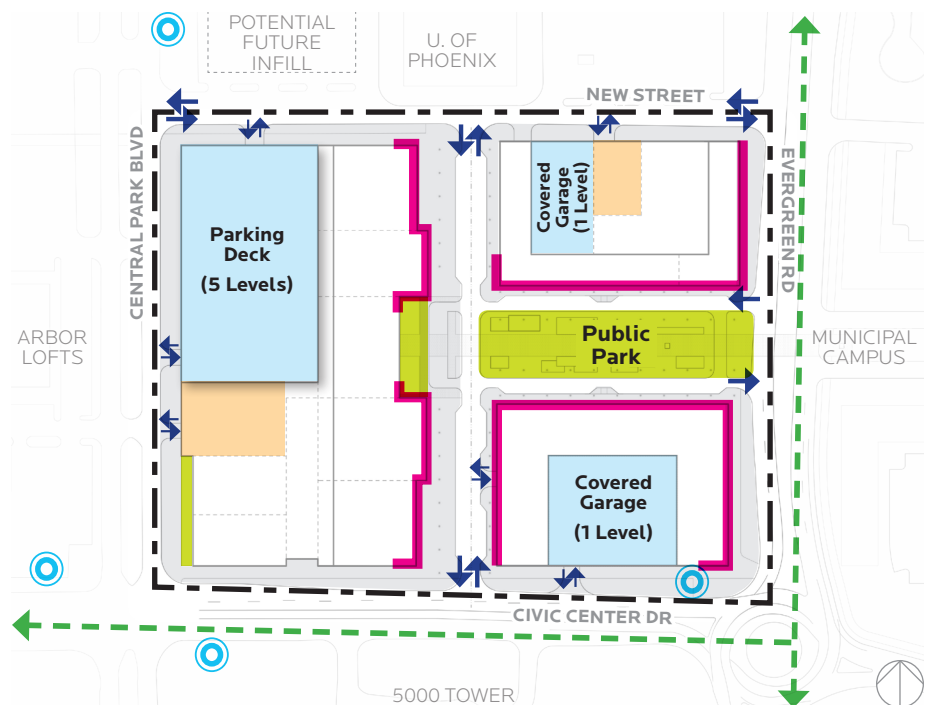 POTENTIAL
FUTURE
INFILL
U. OF
PHOENIX
NEW STREET
CENTRAL PARK BLVD
EVERGREEN RD
Parking
Deck
(5 Levels)
Covered
Garage
(1 Level)
Public
Park
ARBOR
LOFTS
MUNICIPAL
CAMPUS
Covered
Garage
(1 Level)
CIVIC CENTER DR
5000 TOWER